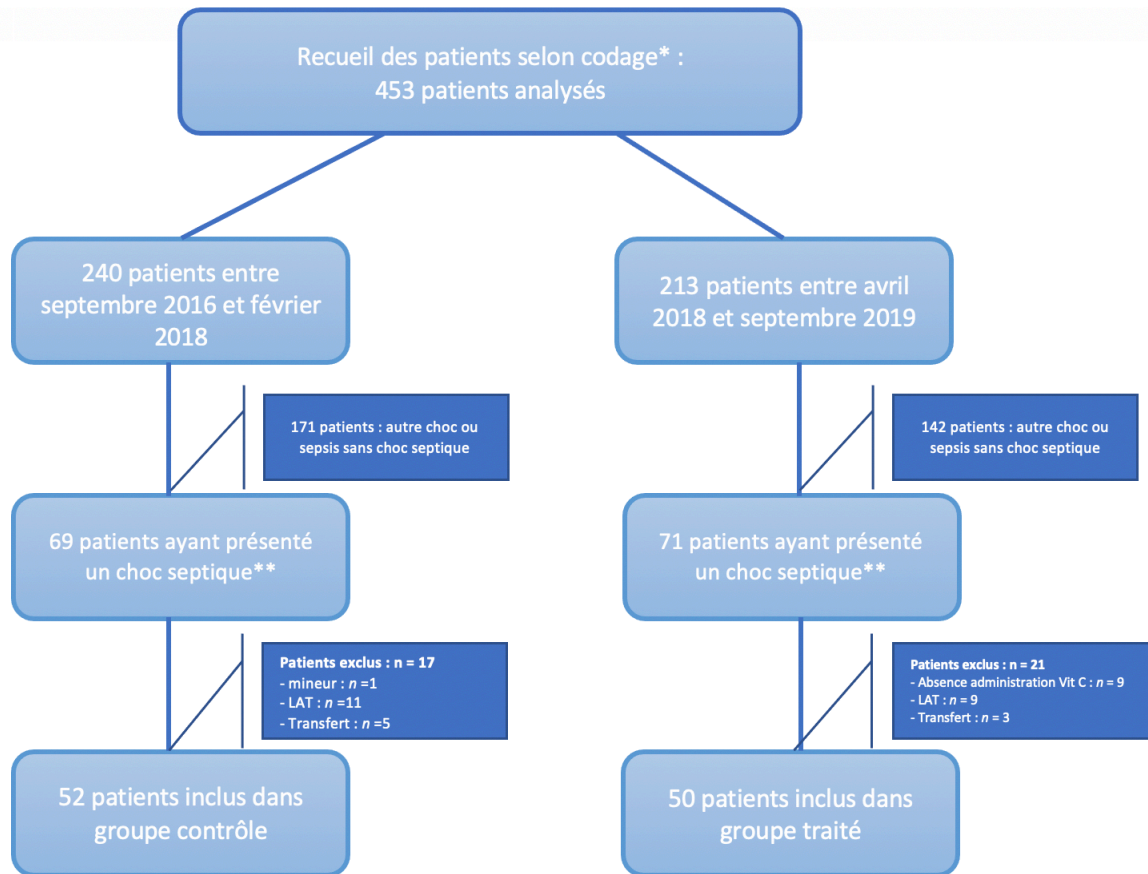 Recueil des patients selon codage* :
453 patients analysés
240 patients entre
septembre 2016 et février
2018
213 patients entre avril
2018 et septembre 2019
171 patients : autre choc ou
sepsis sans choc septique
142 patients : autre choc ou
sepsis sans choc septique
69 patients ayant présenté
un choc septique**
71 patients ayant présenté
un choc septique**
Patients exclus : n = 17
- mineur : n =1
- LAT : n =11
- Transfert : n =5
Patients exclus : n = 21
- Absence administration Vit C : n = 9
- LAT : n = 9
- Transfert : n = 3
52 patients inclus dans
groupe contrôle
50 patients inclus dans
groupe traité